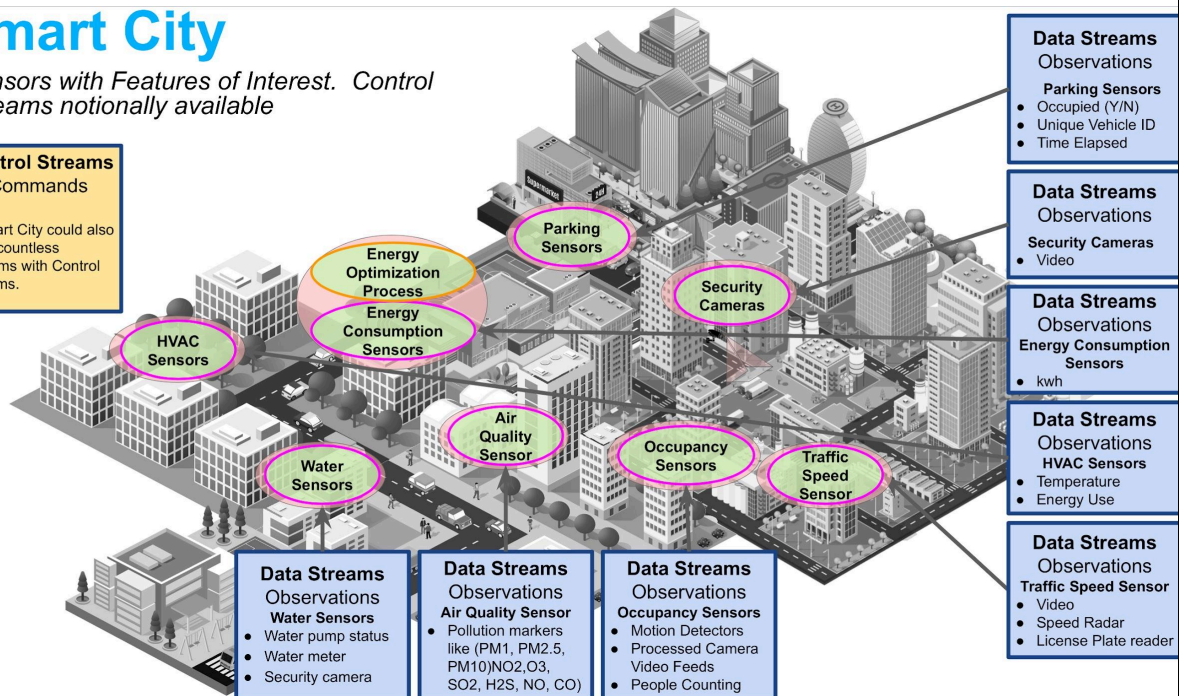 mart City
nsors with Features of Interest. Control
eams notionally available
trol Streams
Commands
art City could also
countless
ms with Control
ms.
Supermarket
Energy
Optimization
Process
Energy
Consumption
Sensors
HVAC
Sensors
Parking
Sensors
Security
Cameras
Air
Quality
Sensor
Water
Sensors
Occupancy
Sensors
Traffic
Speed
Sensor
Data Streams
Observations
Parking Sensors
● Occupied (Y/N)
● Unique Vehicle ID
● Time Elapsed
Data Streams
Observations
Security Cameras
● Video
Data Streams
Observations
Energy Consumption
Sensors
● kwh
Data Streams
Observations
HVAC Sensors
● Temperature
● Energy Use
Data Streams
Observations
Traffic Speed Sensor
● Video
● Speed Radar
● License Plate reader
Data Streams
Observations
Water Sensors
● Water pump status
● Water meter
● Security camera
Data Streams
Observations
Air Quality Sensor
● Pollution markers
like (PM1, PM2.5,
PM10)NO2,O3,
SO2, H2S, NO, CO)
Data Streams
Observations
Occupancy Sensors
● Motion Detectors
● Processed Camera
Video Feeds
● People Counting